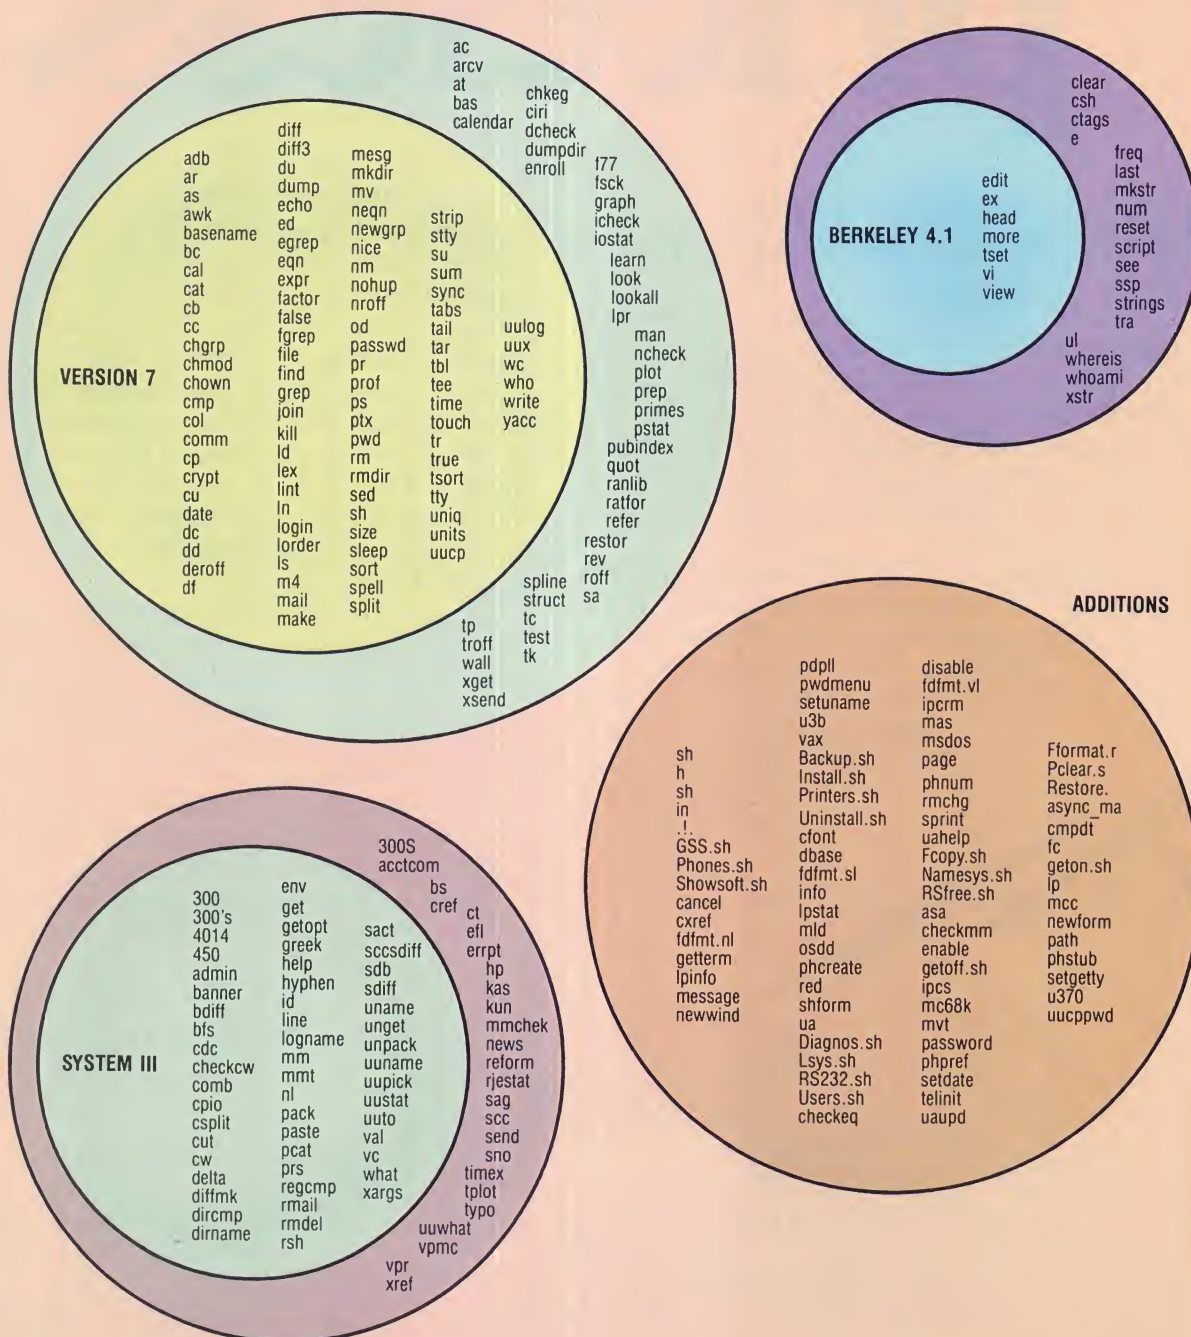 VERSION 7
adb
ar
as
awk
basename
bc
cal
cat
cb
cc
chgrp
chmod
chown
cmp
col
comm
cp
crypt
cu
date
dc
dd
deroff
df
diff
diff3
du
dump
echo
ed
egrep
eqn
expr
factor
false
fgrep
file
find
grep
join
kill
ld
lex
lint
ln
login
lorder
ls
m4
mail
make
mesg
mkdir
mv
neqn
newgrp
nice
nm
nohup
nroff
od
passwd
pr
prof
ps
ptx
pwd
rm
rmdir
sed
sh
size
sleep
sort
spell
split
strip
stty
su
sum
sync
tabs
tail
tar
tbl
tee
time
touch
tr
true
tsort
tty
uniq
units
uucp
uulog
uux
wc
who
write
yacc
ac
arcv
at
bas
calendar
chkeg
ciri
dcheck
dumpdir
enroll
f77
fsck
graph
icheck
iostat
learn
look
lookall
lpr
man
ncheck
plot
prep
primes
pstat
pubindex
quot
ranlib
ratfor
refer
restor
rev
roff
sa
spline
struct
tc
test
tk
tp
troff
wall
xget
xsend
BERKELEY 4.1
edit
ex
head
more
tset
vi
view
clear
csh
ctags
e
freq
last
mkstr
num
reset
script
see
ssp
strings
tra
ul
whereis
whoami
xstr
SYSTEM III
300
300's
4014
450
admin
banner
bdiff
bfs
cdc
checkcw
comb
cpio
csplit
cut
cw
delta
diffmk
dircmp
dirname
env
get
getopt
greek
help
hyphen
id
line
logname
mm
mmt
nl
pack
paste
pcat
prs
regcmp
rmail
rmdel
rsh
sact
sccsdiff
sdb
sdiff
uname
unget
unpack
uuname
uupick
uustat
uuto
val
vc
what
xargs
300S
acctcom
bs
cref
ct
efl
errpt
hp
kas
kun
mmchek
news
reform
rjestat
sag
scc
send
sno
timex
tplot
typo
uuwhat
vpmc
vpr
xref
ADDITIONS
sh
h
sh
in
.!.
GSS.sh
Phones.sh
Showsoft.sh
cancel
cxref
fdfmt.nl
getterm
lpinfo
message
newwind
pdpll
pwdmenu
setuname
u3b
vax
Backup.sh
Install.sh
Printers.sh
Uninstall.sh
cfont
dbase
fdfmt.sl
info
lpstat
mld
osdd
phcreate
red
shform
ua
Diagnos.sh
Lsys.sh
RS232.sh
Users.sh
checkeq
disable
fdfmt.vl
ipcrm
mas
msdos
page
phnum
rmchg
sprint
uahelp
Fcopy.sh
Namesys.sh
RSfree.sh
asa
checkmm
enable
getoff.sh
ipcs
mc68k
mvt
password
phpref
setdate
telinit
uaupd
Fformat.r
Pclear.s
Restore.
async_ma
cmpdt
fc
geton.sh
lp
mcc
newform
path
phstub
setgetty
u370
uucppwd